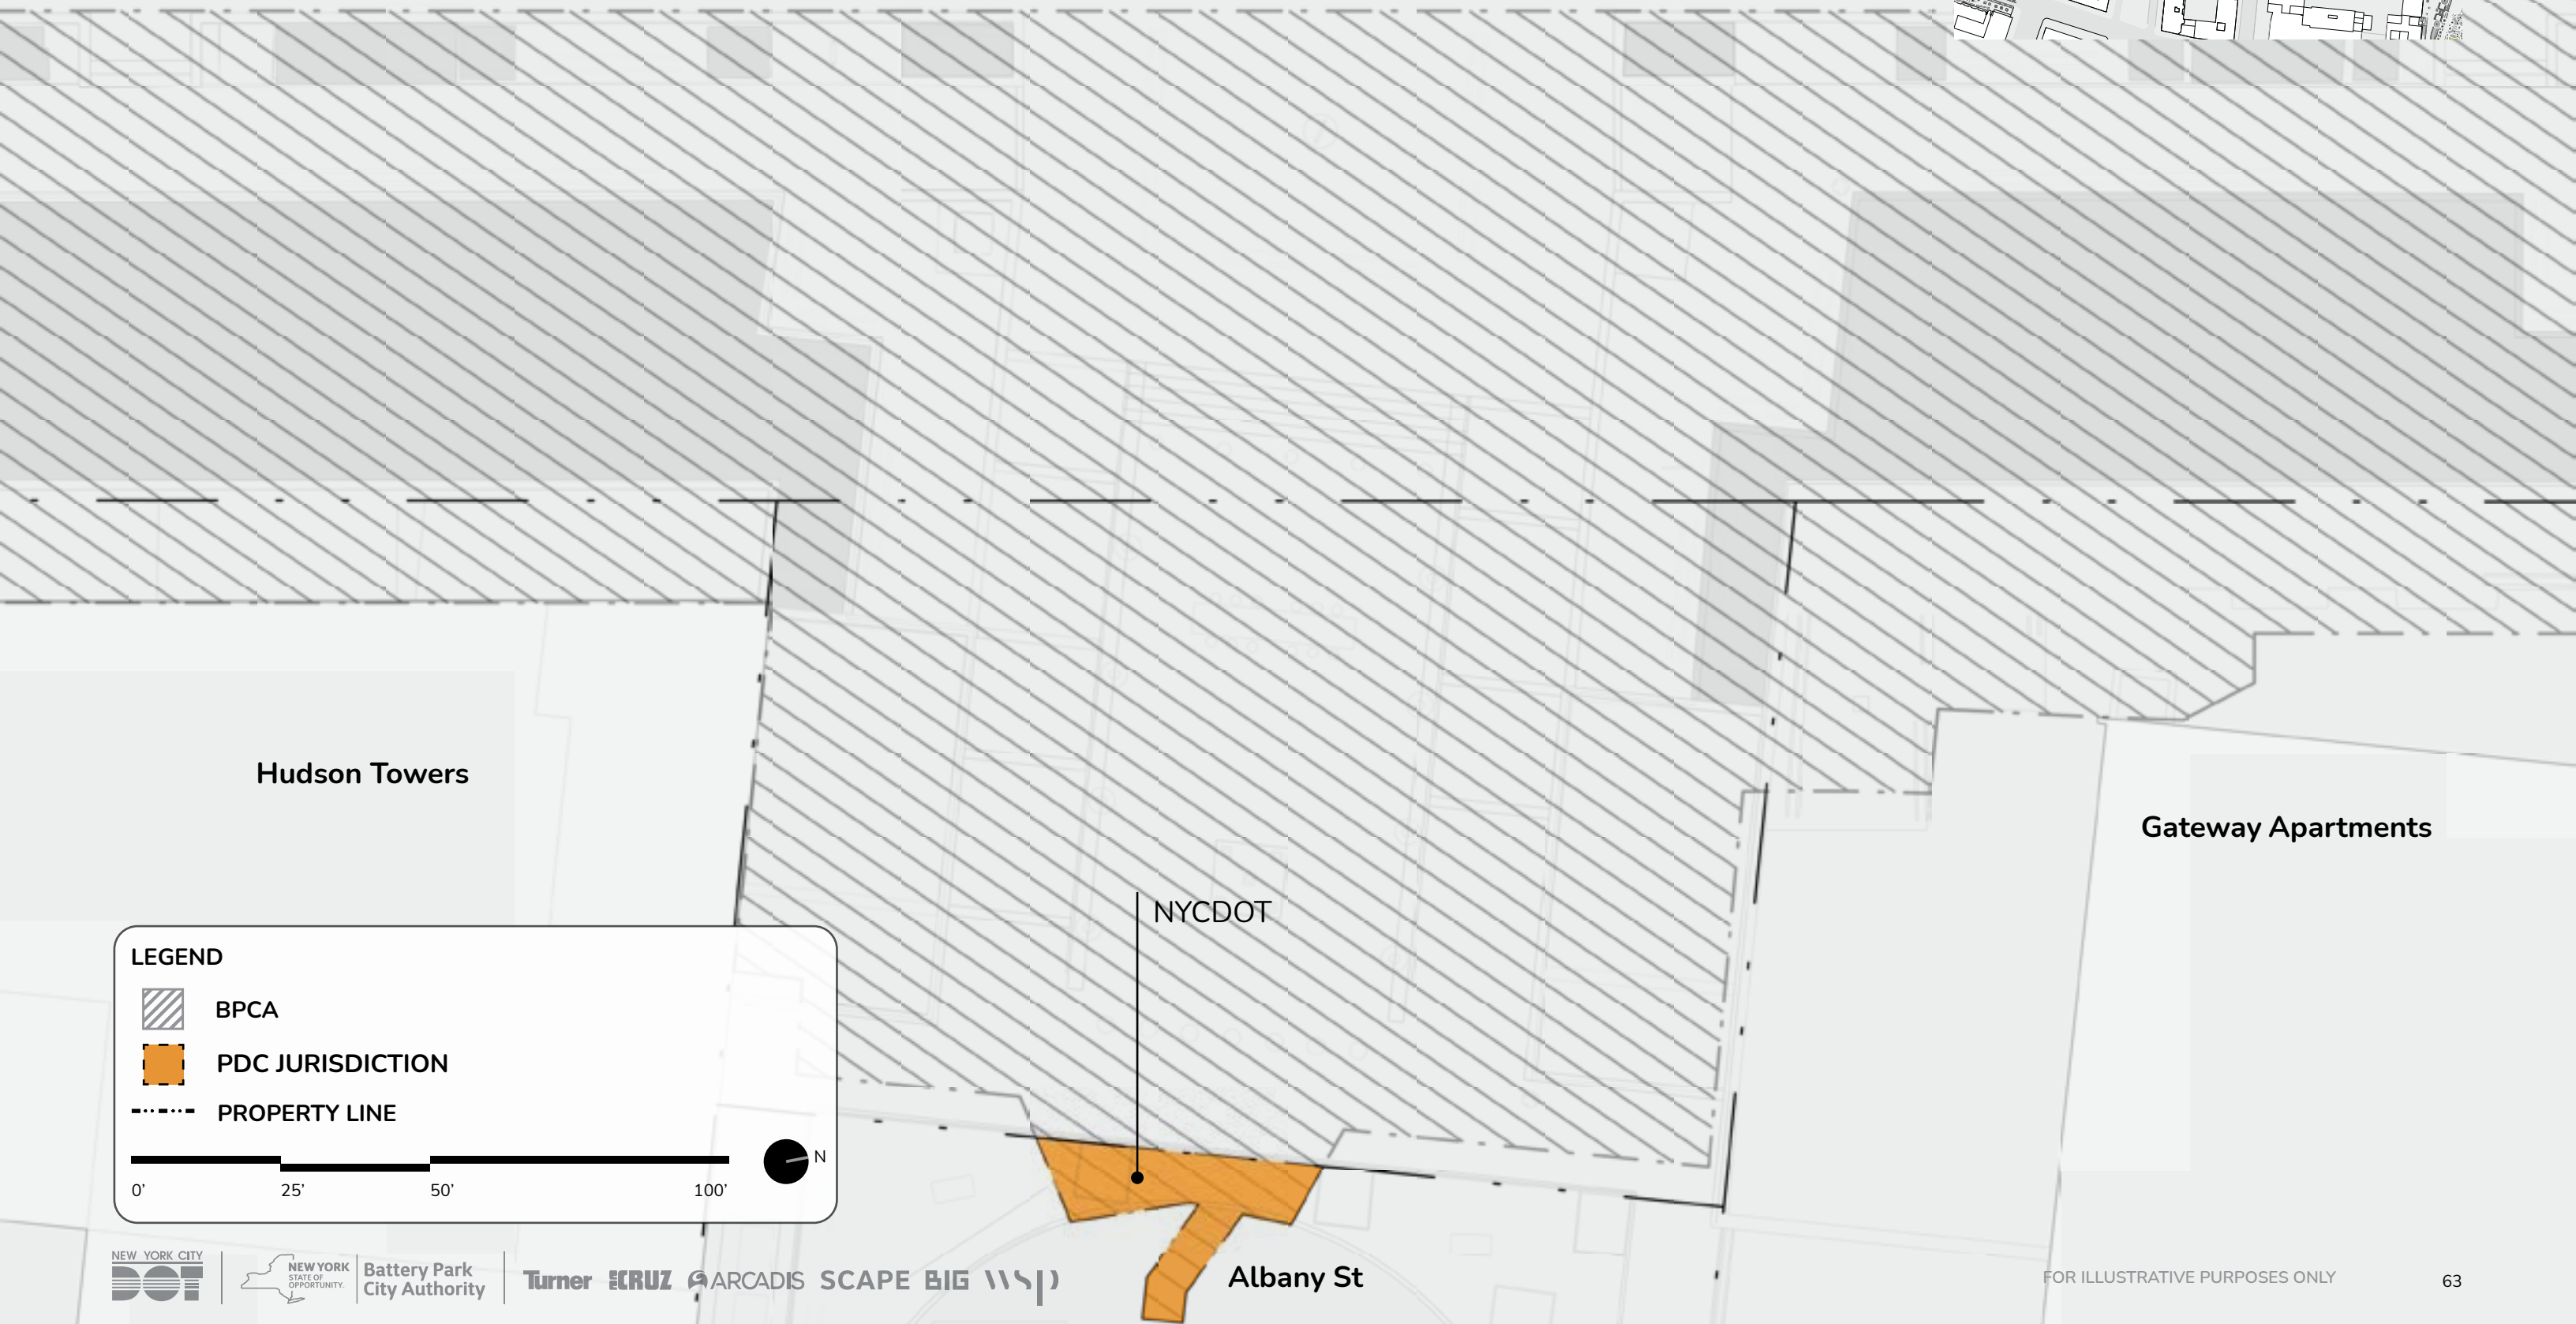 Hudson Towers
Gateway Apartments
NYCDOT
LEGEND
BPCA
PDC JURISDICTION
PROPERTY LINE
0’ 25’ 50’ 100’
N
Albany St
NEW YORK CITY
DOT
NEW YORK
STATE OF
OPPORTUNITY.
Battery Park
City Authority
Turner
CRUZ
ARCADIS
SCAPE
BIG
wsp
FOR ILLUSTRATIVE PURPOSES ONLY
63